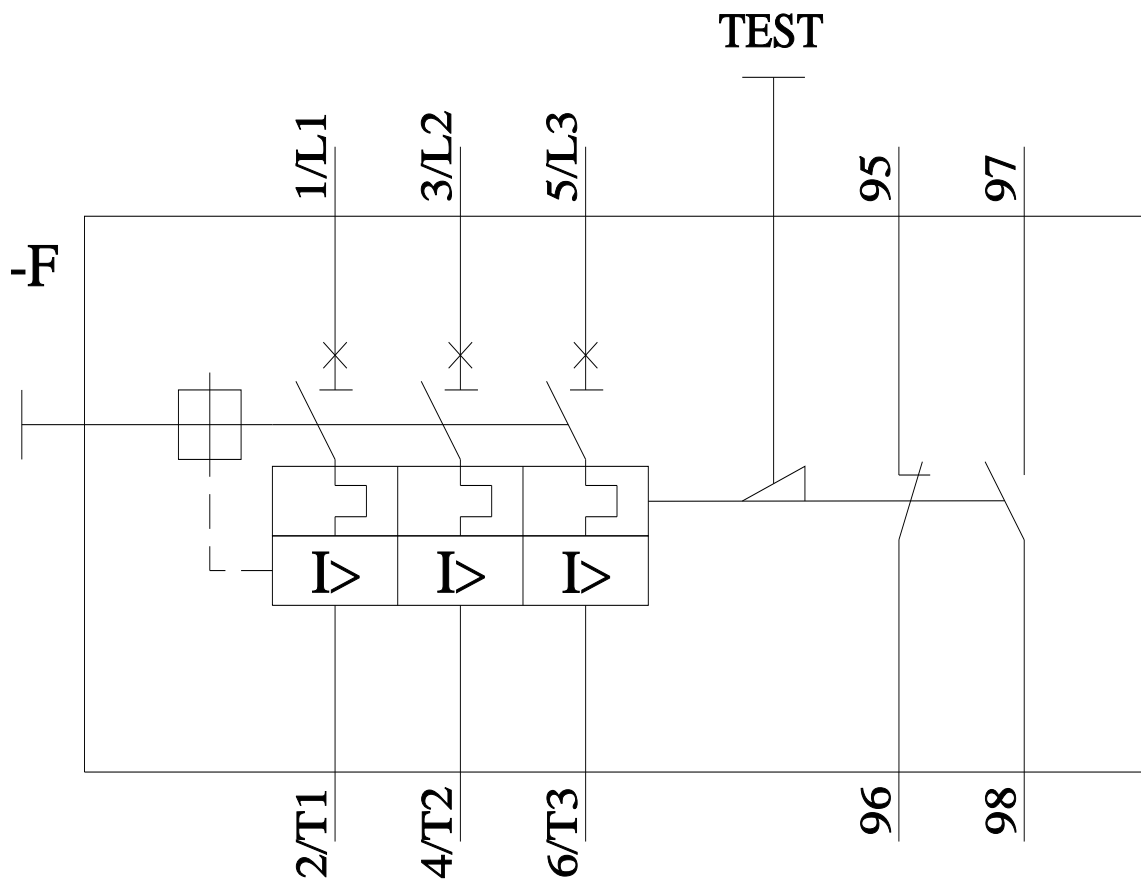 TEST
1/L1
3/L2
5/L3
95
97
-F
I>
I>
I>
2/T1
4/T2
6/T3
96
98